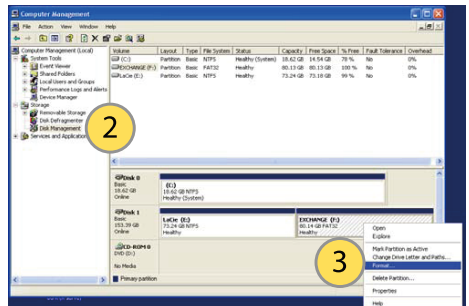 Computer Management
File Action View Window Help
Computer Management (Local)
System Tools
Event Viewer
Shared Folders
Local Users and Groups
Performance Logs and Alerts
Device Manager
Storage
Removable Storage
Disk Defragmenter
Disk Management
Services and Application
2
Volume Layout Type File System Status Capacity Free Space % Free Fault Tolerance Overhead
(C:) Partition Basic NTFS Healthy (System) 18.62 GB 14.54 GB 78 % No 0%
EXCHANGE (F:) Partition Basic FAT32 Healthy 80.13 GB 80.13 GB 100 % No 0%
LaCie (E:) Partition Basic NTFS Healthy 73.24 GB 73.18 GB 99 % No 0%
Disk 0
Basic
18.62 GB
Online
(C:)
18.62 GB NTFS
Healthy (System)
Disk 1
Basic
153.39 GB
Online
LaCie (E:)
73.24 GB NTFS
Healthy
EXCHANGE (F:)
80.14 GB FAT32
Healthy
CD-ROM 0
DVD (D:)
No Media
Primary partition
3
Open
Explore
Mark Partition as Active
Change Drive Letter and Paths...
Format...
Delete Partition...
Properties
Help